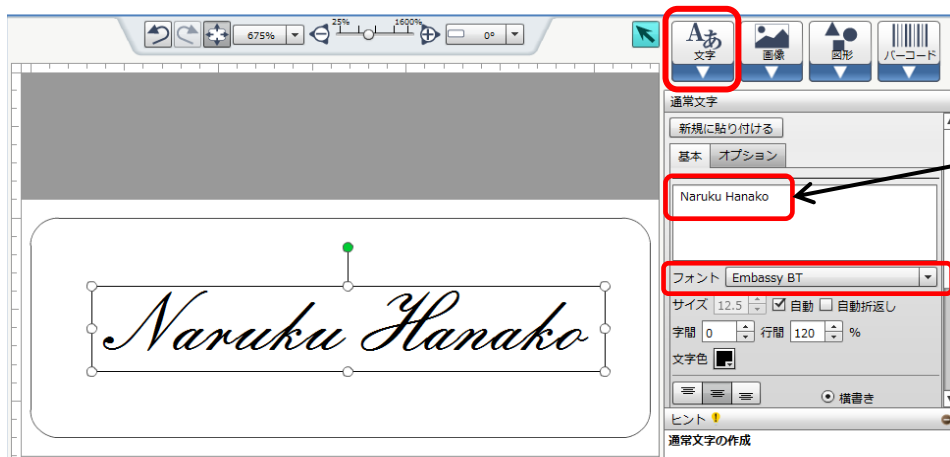 675%
25%
1600%
0°
Aあ
文字
画像
図形
バーコード
通常文字
新規に貼り付ける
基本 オプション
Naruku Hanako
フォント Embassy BT
サイズ 12.5 自動 自動折返し
字間 0 行間 120 %
文字色
横書き
ヒント
通常文字の作成
Naruku Hanako